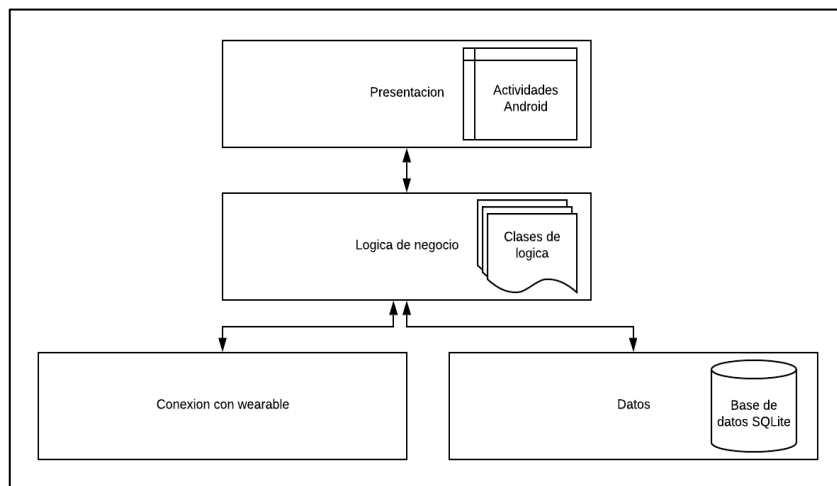 Presentacion
Actividades
Android
Logica de negocio
Clases de
logica
Conexion con wearable
Datos
Base de
datos SQLite